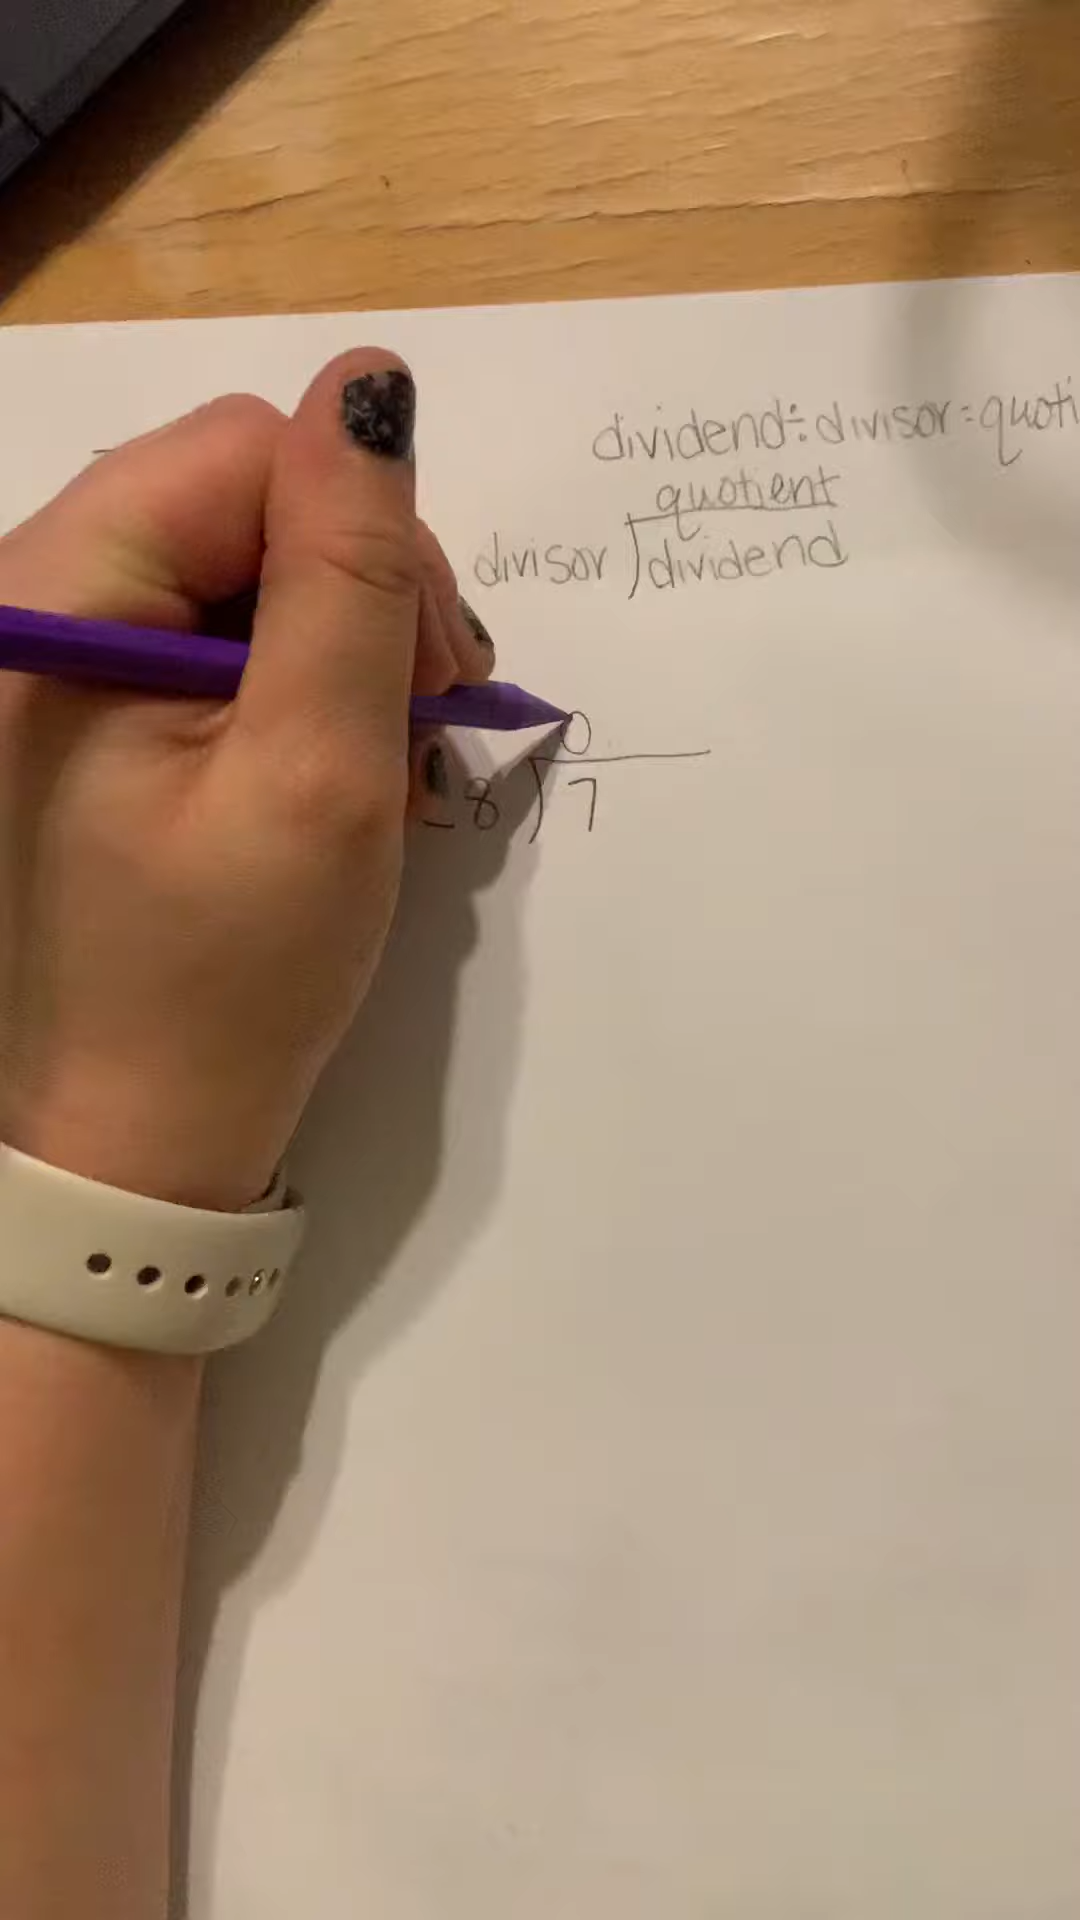 dividend÷divisor=quoti
quotient
divisor dividend
0
-8 7